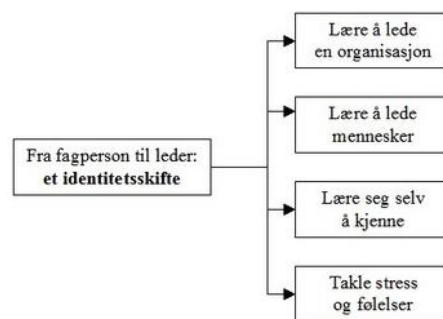 Lære å lede
en organisasjon
Lære å lede
mennesker
Fra fagperson til leder:
et identitetsskifte
Lære seg selv
å kjenne
Takle stress
og følelser